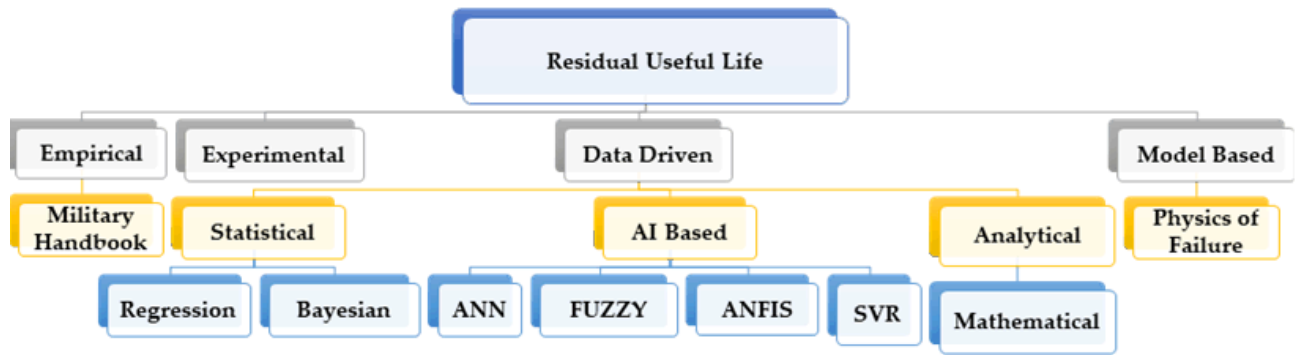 Residual Useful Life
Empirical
Experimental
Data Driven
Model Based
Military
Handbook
Statistical
AI Based
Analytical
Physics of
Failure
Regression
Bayesian
ANN
FUZZY
ANFIS
SVR
Mathematical